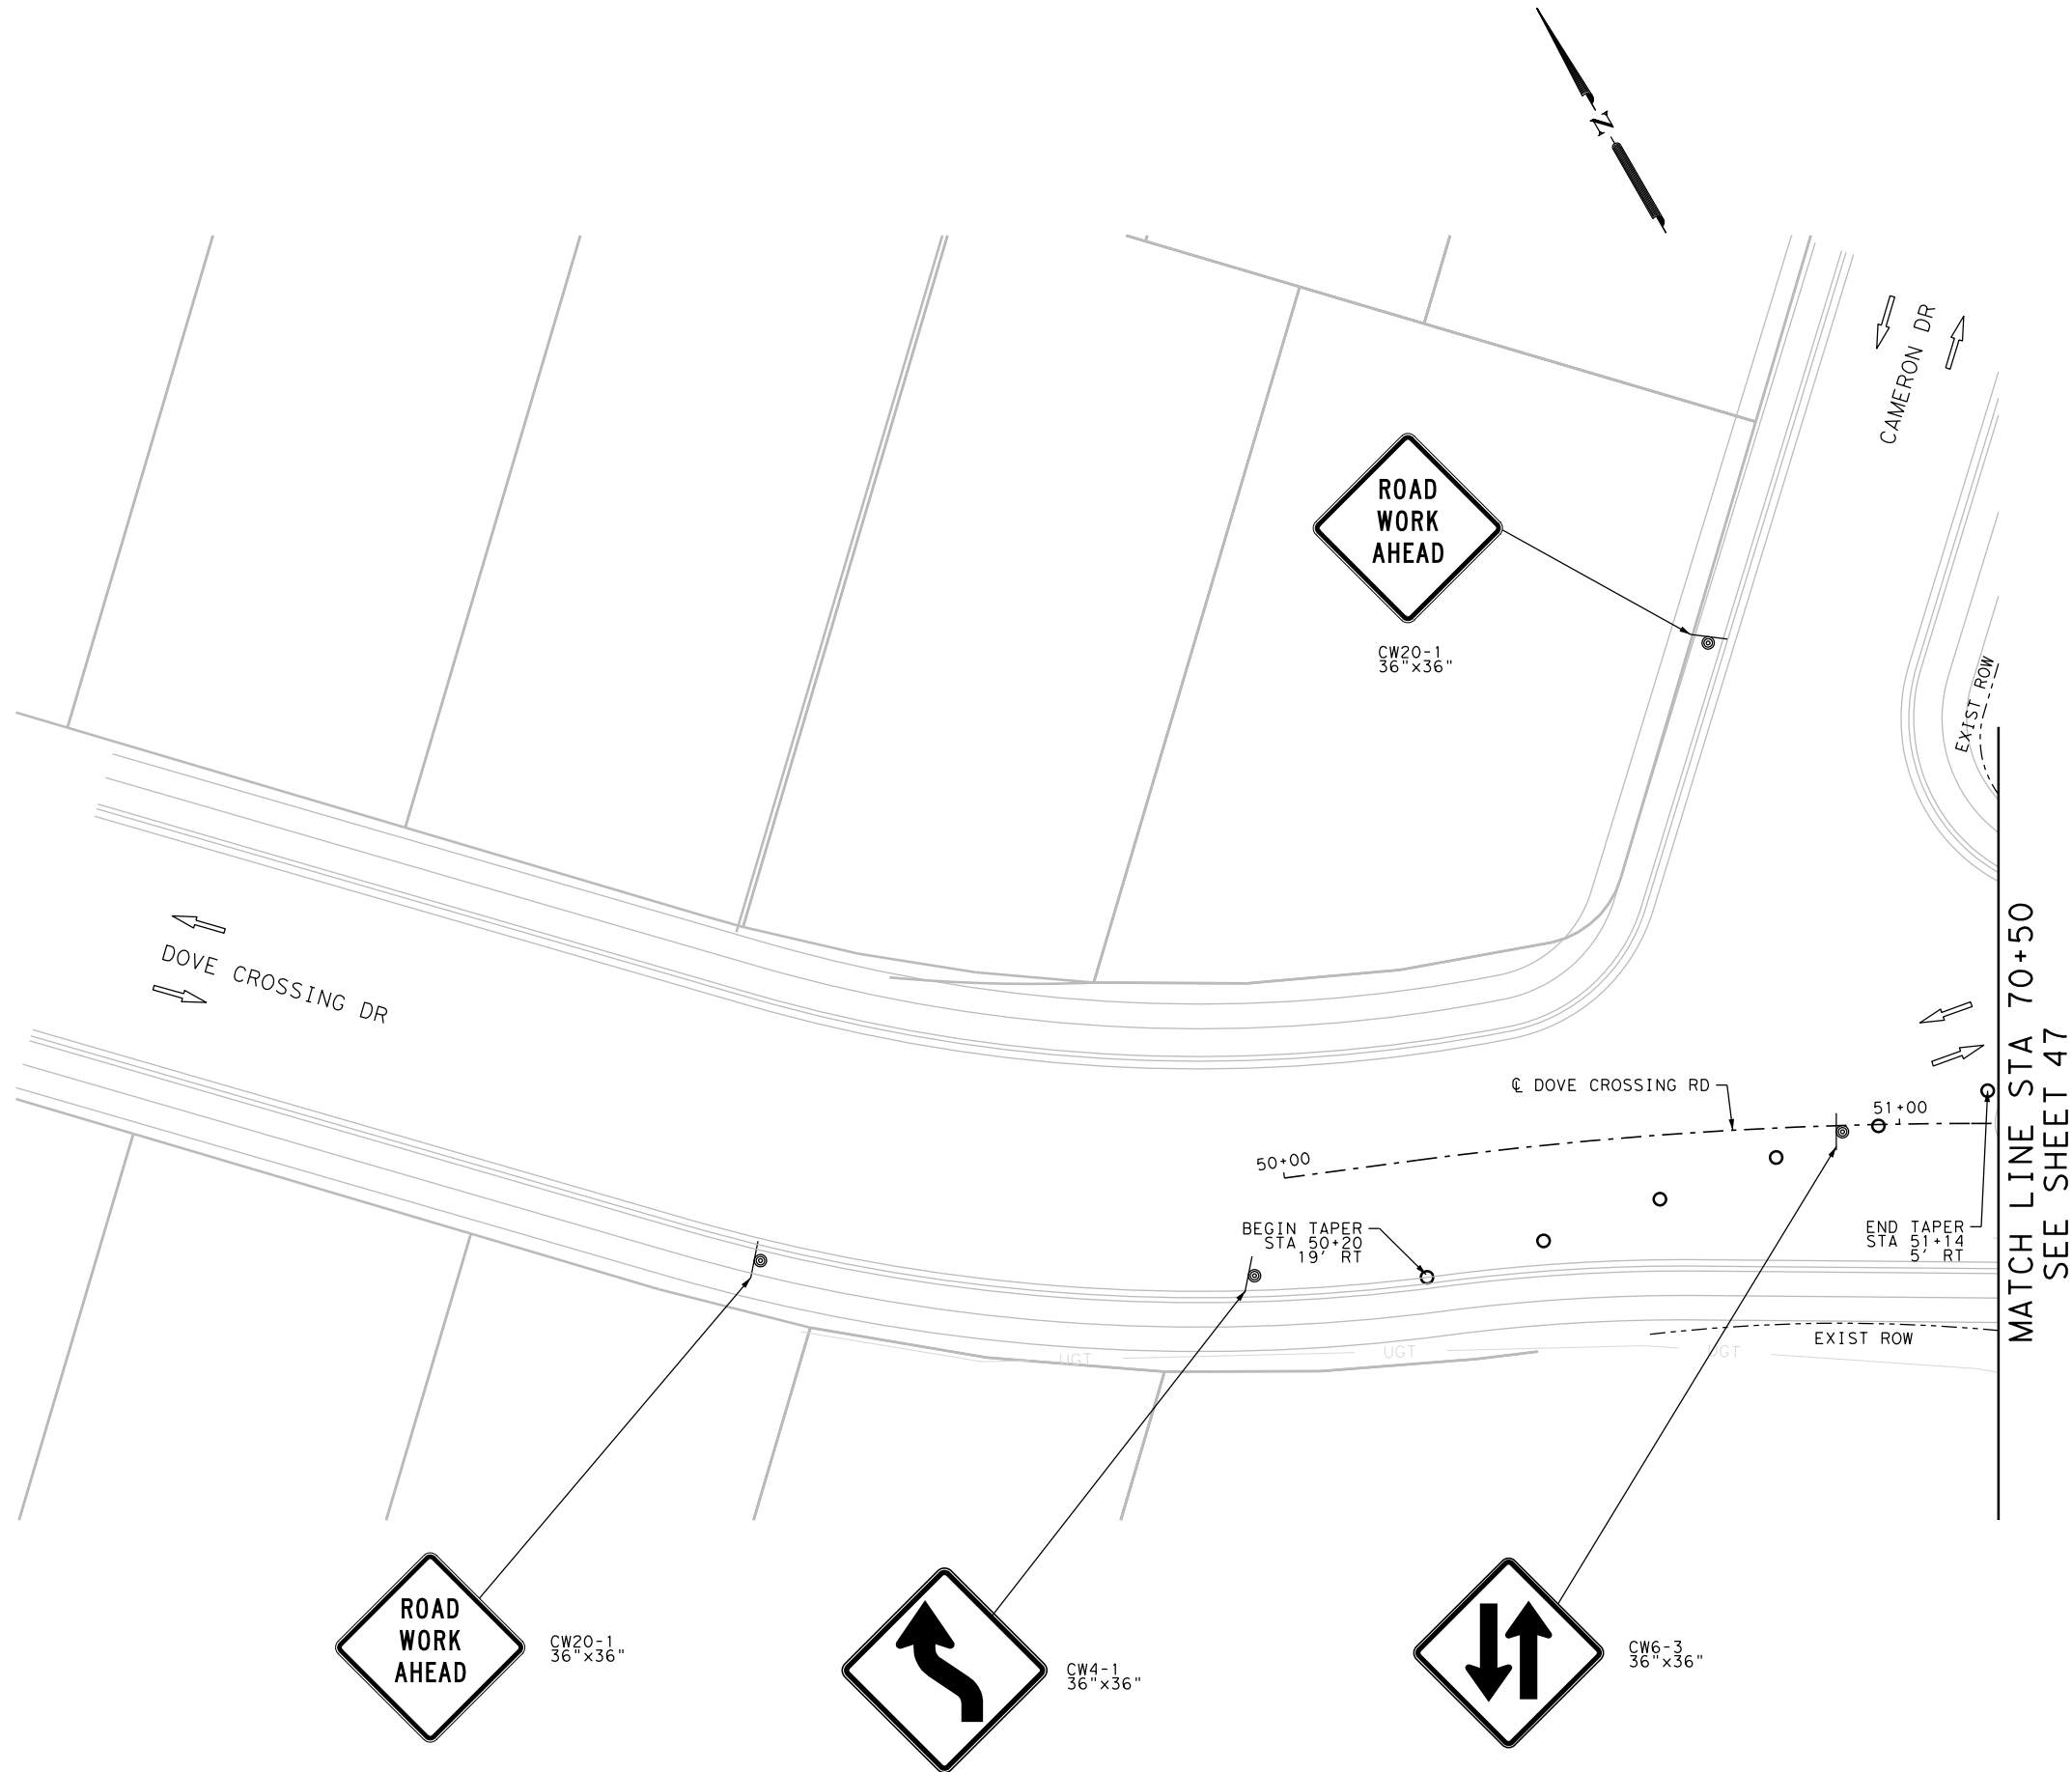 N
CAMERON DR
ROAD
WORK
AHEAD
CW20-1
36"x36"
EXIST ROW
DOVE CROSSING DR
MATCH LINE STA 70+50
SEE SHEET 47
℄ DOVE CROSSING RD
51+00
50+00
BEGIN TAPER
STA 50+20
19' RT
END TAPER
STA 51+14
5' RT
EXIST ROW
UGT
UGT
UGT
ROAD
WORK
AHEAD
CW20-1
36"x36"
CW4-1
36"x36"
CW6-3
36"x36"